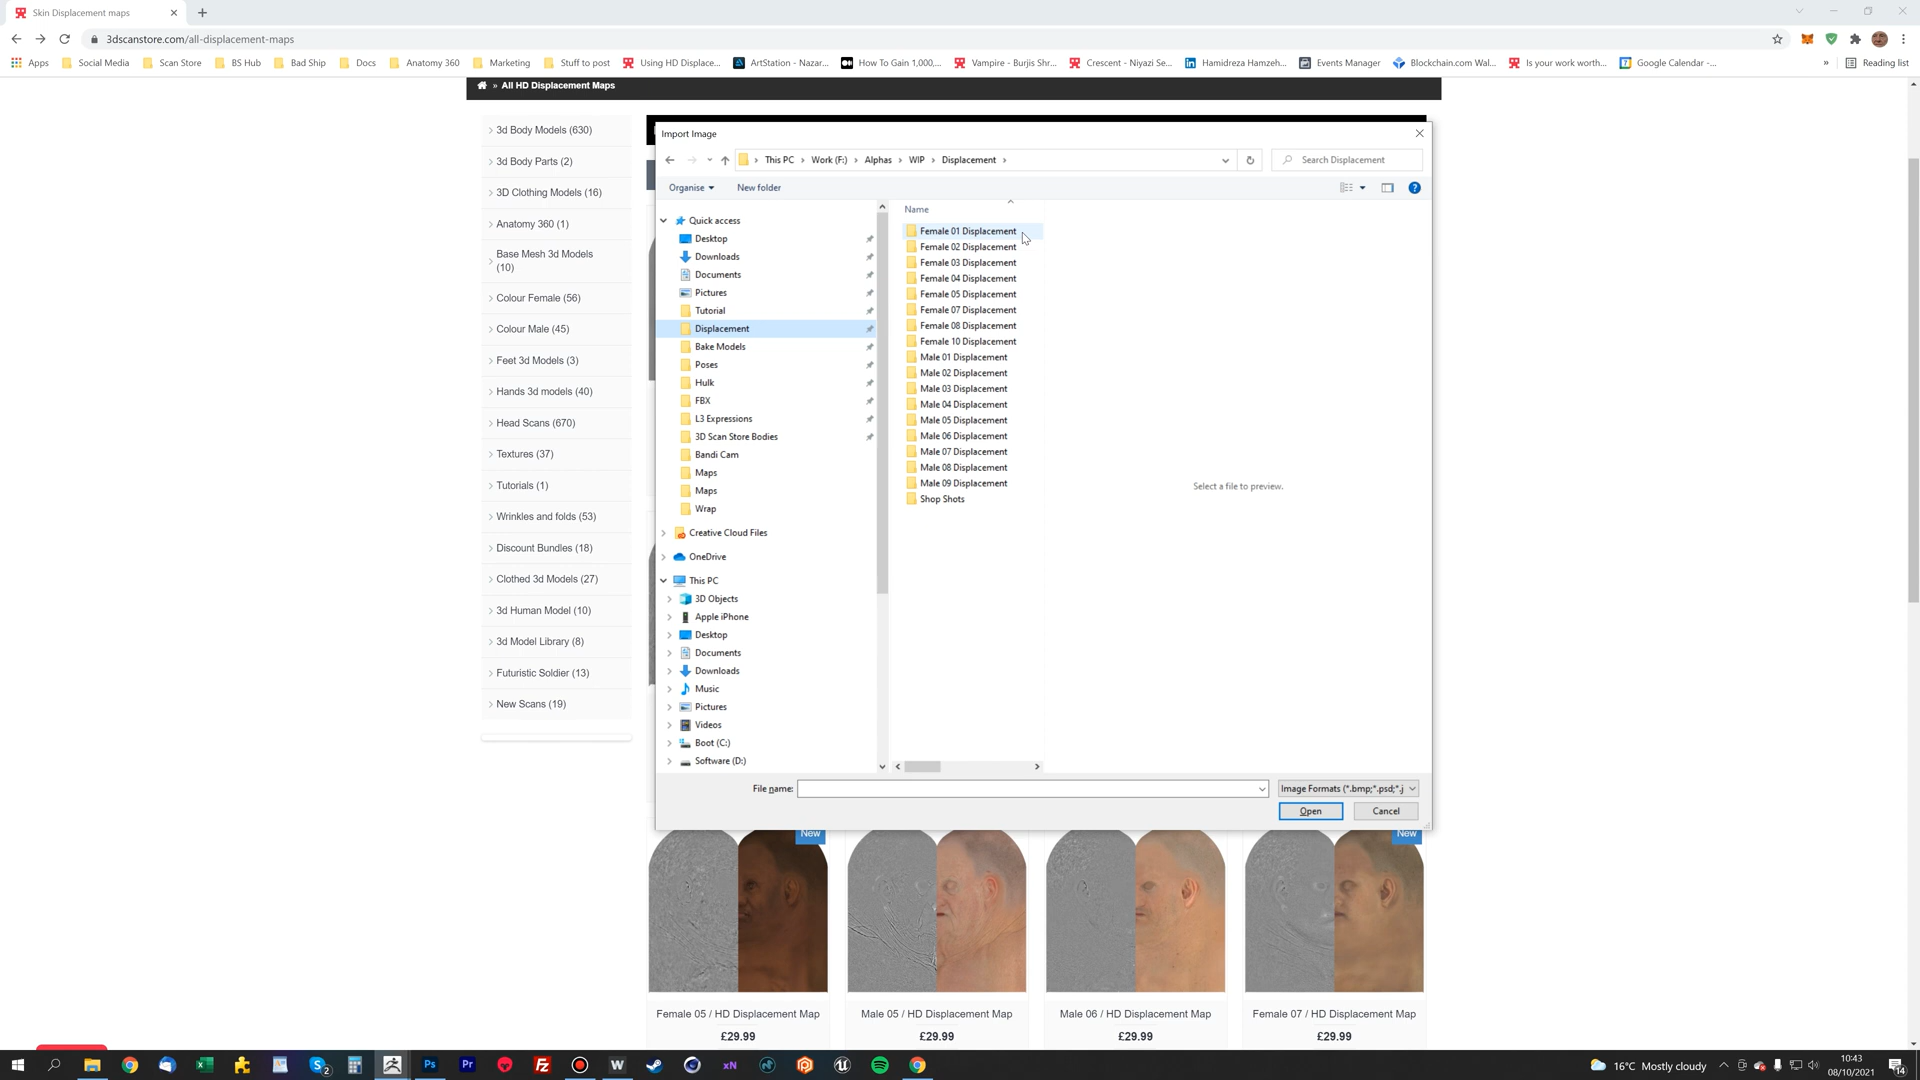 Skin Displacement maps
3dscanstore.com/all-displacement-maps
Apps
Social Media
Scan Store
BS Hub
Bad Ship
Docs
Anatomy 360
Marketing
Stuff to post
Using HD Displace...
ArtStation - Nazar...
How To Gain 1,000,...
Vampire - Burjis Shr...
Crescent - Niyazi Se...
Hamidreza Hamzeh...
Events Manager
Blockchain.com Wal...
Is your work worth...
Google Calendar -...
»
Reading list
» All HD Displacement Maps
3d Body Models (630)
3d Body Parts (2)
3D Clothing Models (16)
Anatomy 360 (1)
Base Mesh 3d Models
(10)
Colour Female (56)
Colour Male (45)
Feet 3d Models (3)
Hands 3d models (40)
Head Scans (670)
Textures (37)
Tutorials (1)
Wrinkles and folds (53)
Discount Bundles (18)
Clothed 3d Models (27)
3d Human Model (10)
3d Model Library (8)
Futuristic Soldier (13)
New Scans (19)
Import Image
This PC › Work (F:) › Alphas › WIP › Displacement ›
Search Displacement
Organise
New folder
Quick access
Desktop
Downloads
Documents
Pictures
Tutorial
Displacement
Bake Models
Poses
Hulk
FBX
L3 Expressions
3D Scan Store Bodies
Bandi Cam
Maps
Maps
Wrap
Creative Cloud Files
OneDrive
This PC
3D Objects
Apple iPhone
Desktop
Documents
Downloads
Music
Pictures
Videos
Boot (C:)
Software (D:)
Name
Female 01 Displacement
Female 02 Displacement
Female 03 Displacement
Female 04 Displacement
Female 05 Displacement
Female 07 Displacement
Female 08 Displacement
Female 10 Displacement
Male 01 Displacement
Male 02 Displacement
Male 03 Displacement
Male 04 Displacement
Male 05 Displacement
Male 06 Displacement
Male 07 Displacement
Male 08 Displacement
Male 09 Displacement
Shop Shots
Select a file to preview.
File name:
Image Formats (*.bmp;*.psd;*.j
Open
Cancel
New
New
Female 05 / HD Displacement Map
£29.99
Male 05 / HD Displacement Map
£29.99
Male 06 / HD Displacement Map
£29.99
Female 07 / HD Displacement Map
£29.99
16°C Mostly cloudy
10:43
08/10/2021
14